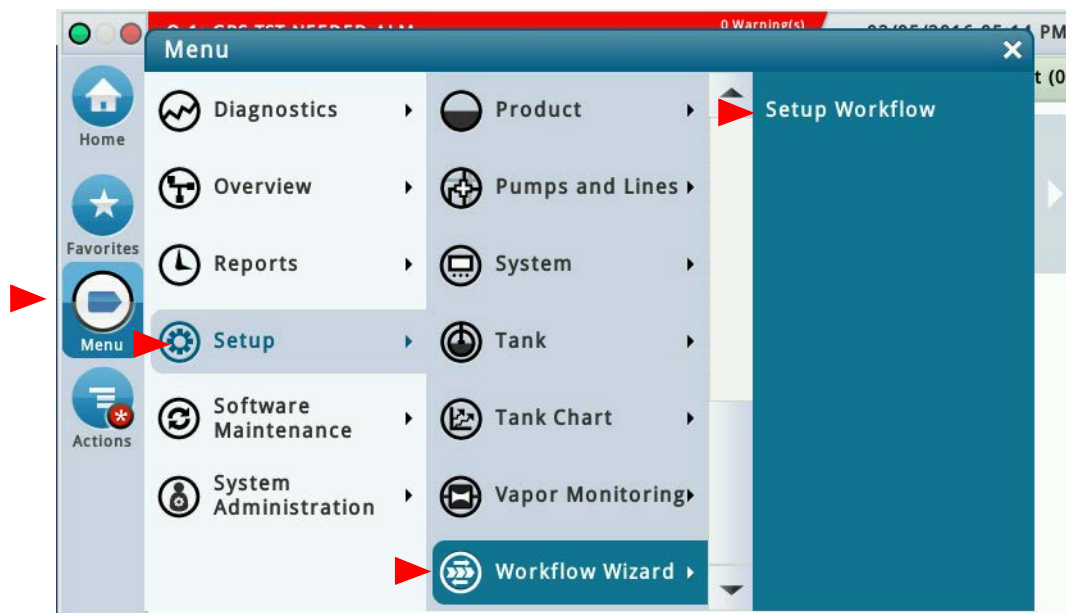 0 Warning(s)
PM
Menu
t (0
Home
Favorites
Menu
Actions
Diagnostics
Overview
Reports
Setup
Software
Maintenance
System
Administration
Product
Pumps and Lines
System
Tank
Tank Chart
Vapor Monitoring
Workflow Wizard
Setup Workflow